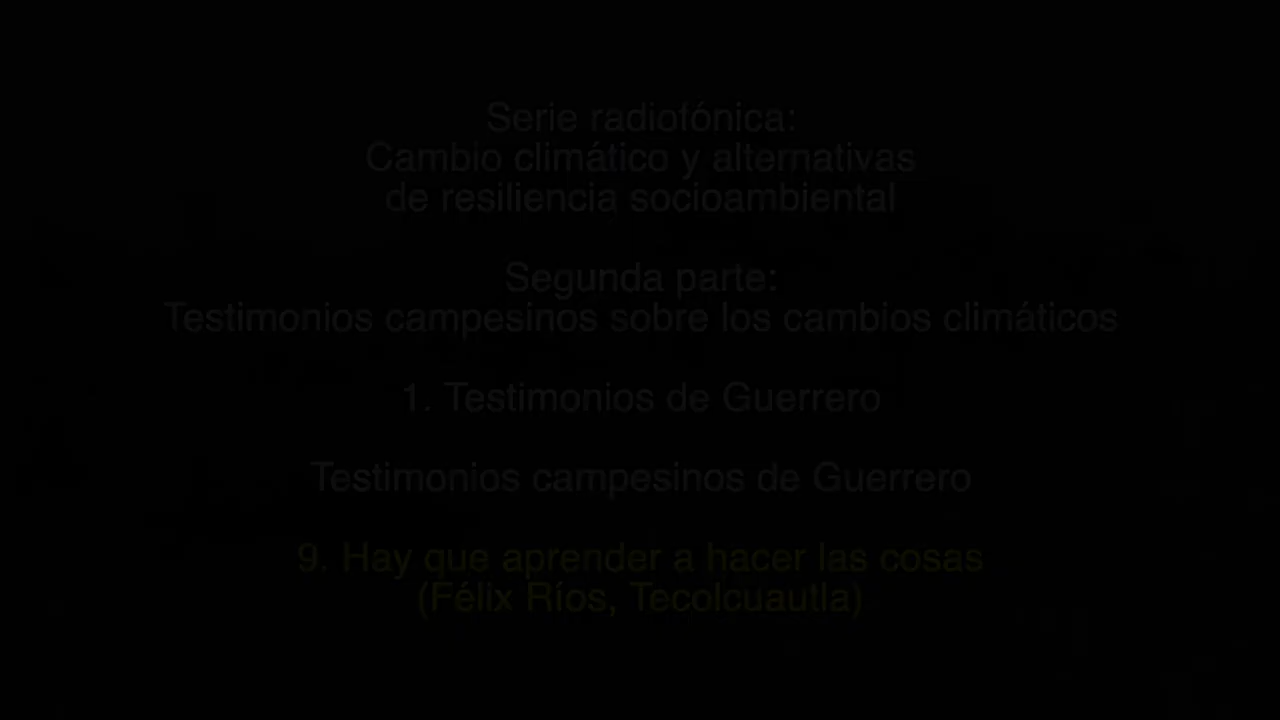 Serie radiofónica:
Cambio climático y alternativas
de resiliencia socioambiental
Segunda parte:
Testimonios campesinos sobre los cambios climáticos
1. Testimonios de Guerrero
Testimonios campesinos de Guerrero
9. Hay que aprender a hacer las cosas
(Félix Ríos, Tecolcuautla)